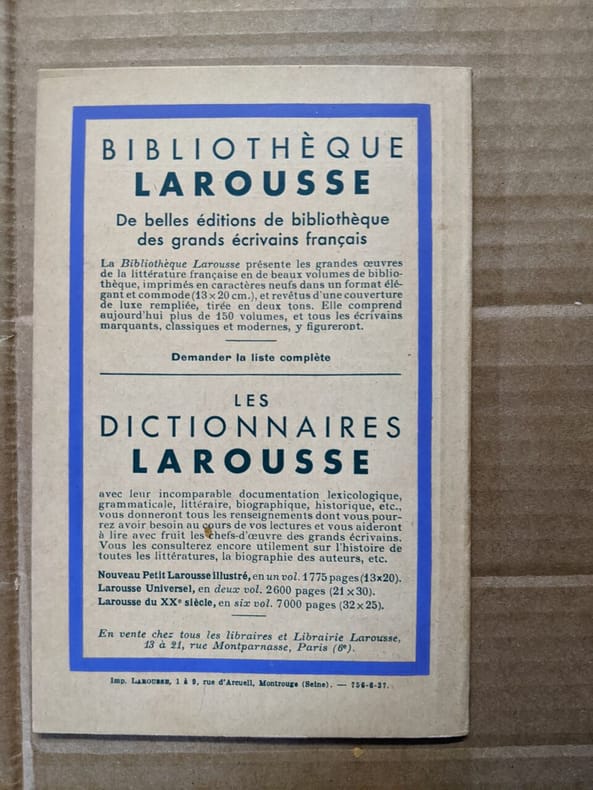 BIBLIOTHÈQUE
LAROUSSE
De belles éditions de bibliothèque
des grands écrivains français
La Bibliothèque Larousse présente les grandes œuvres
de la littérature française en de beaux volumes de biblio-
thèque, imprimés en caractères neufs dans un format élé-
gant et commode (13 × 20 cm.), et revêtus d'une couverture
de luxe rempliée, tirée en deux tons. Elle comprend
aujourd'hui plus de 150 volumes, et tous les écrivains
marquants, classiques et modernes, y figureront.
Demander la liste complète
LES
DICTIONNAIRES
LAROUSSE
avec leur incomparable documentation lexicologique,
grammaticale, littéraire, biographique, historique, etc.,
vous donneront tous les renseignements dont vous pour-
rez avoir besoin au cours de vos lectures et vous aideront
à lire avec fruit les chefs-d'œuvre des grands écrivains.
Vous les consulterez encore utilement sur l'histoire de
toutes les littératures, la biographie des auteurs, etc.
Nouveau Petit Larousse illustré, en un vol. 1775 pages (13×20).
Larousse Universel, en deux vol. 2600 pages (21 × 30).
Larousse du XXe siècle, en six vol. 7000 pages (32 × 25).
En vente chez tous les libraires et Librairie Larousse,
13 à 21, rue Montparnasse, Paris (6e).
Imp. LAROUSSE, 1 à 9, rue d'Arcueil, Montrouge (Seine). — 756-6-37.